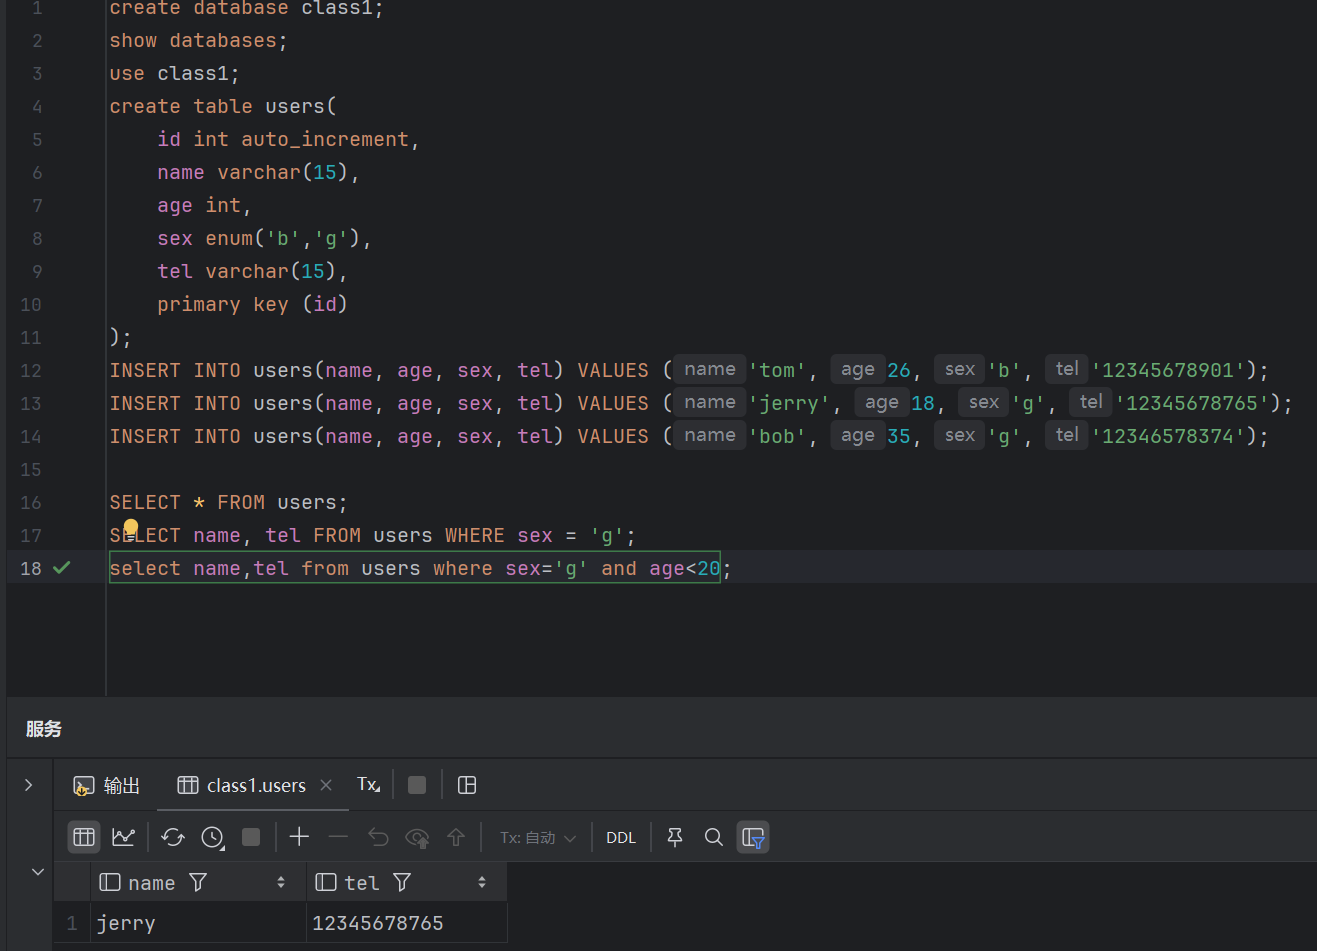 1 create database class1;
2 show databases;
3 use class1;
4 create table users(
5 id int auto_increment,
6 name varchar(15),
7 age int,
8 sex enum('b','g'),
9 tel varchar(15),
10 primary key (id)
11 );
12 INSERT INTO users(name, age, sex, tel) VALUES ( name 'tom', age 26, sex 'b', tel '12345678901');
13 INSERT INTO users(name, age, sex, tel) VALUES ( name 'jerry', age 18, sex 'g', tel '12345678765');
14 INSERT INTO users(name, age, sex, tel) VALUES ( name 'bob', age 35, sex 'g', tel '12346578374');
15
16 SELECT * FROM users;
17 SELECT name, tel FROM users WHERE sex = 'g';
18 select name,tel from users where sex='g' and age<20;
服务
输出 class1.users Tx
Tx: 自动 DDL
name tel
1 jerry 12345678765